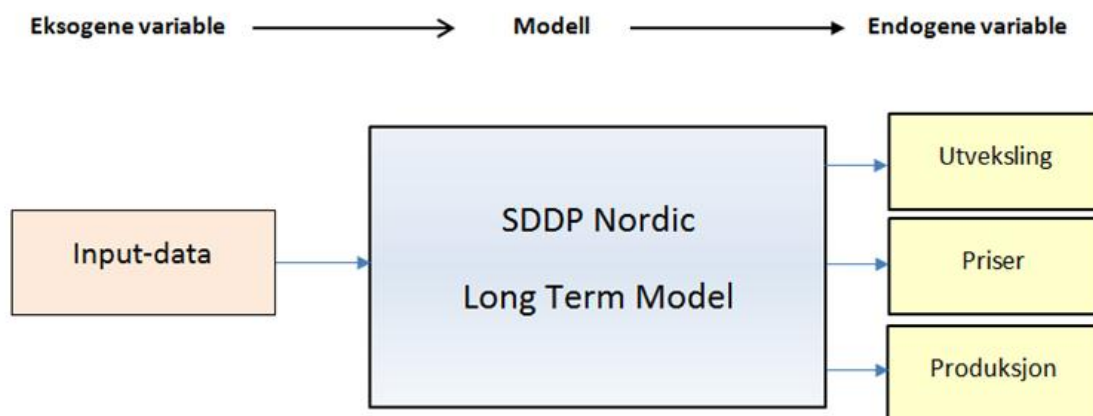 Eksogene variable
Modell
Endogene variable
Input-data
SDDP Nordic
Long Term Model
Utveksling
Priser
Produksjon